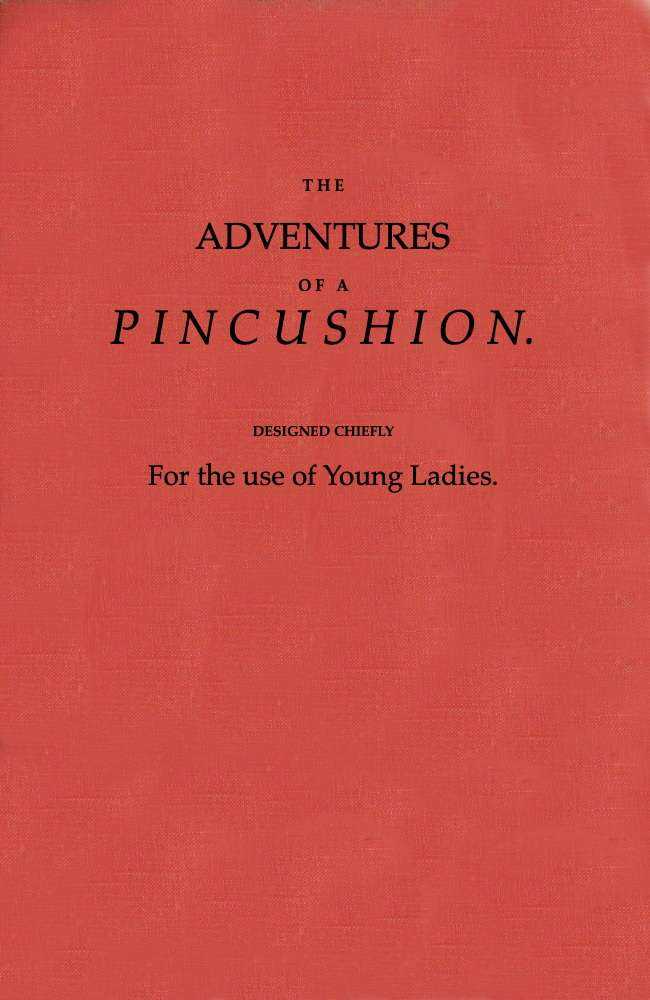 THE
ADVENTURES
OF A
PINCUSHION.
DESIGNED CHIEFLY
For the use of Young Ladies.